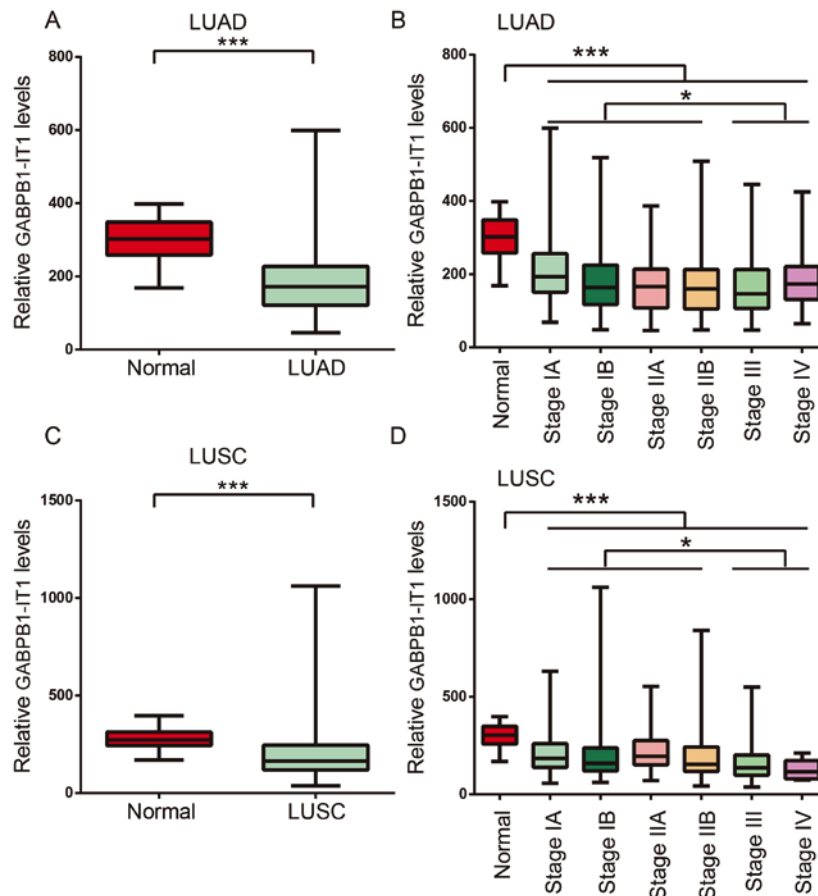 A
LUAD
***
Relative GABPB1-IT1 levels
800
600
400
200
0
Normal
LUAD
B
LUAD
***
*
Relative GABPB1-IT1 levels
800
600
400
200
0
Normal
Stage IA
Stage IB
Stage IIA
Stage IIB
Stage III
Stage IV
C
LUSC
***
Relative GABPB1-IT1 levels
1500
1000
500
0
Normal
LUSC
D
LUSC
***
*
Relative GABPB1-IT1 levels
1500
1000
500
0
Normal
Stage IA
Stage IB
Stage IIA
Stage IIB
Stage III
Stage IV